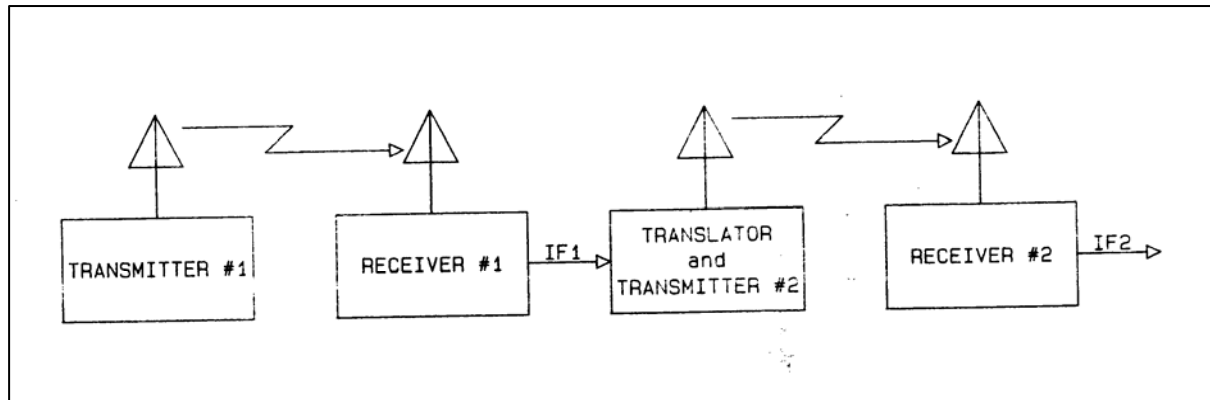 TRANSMITTER #1
RECEIVER #1
IF1
TRANSLATOR
and
TRANSMITTER #2
RECEIVER #2
IF2